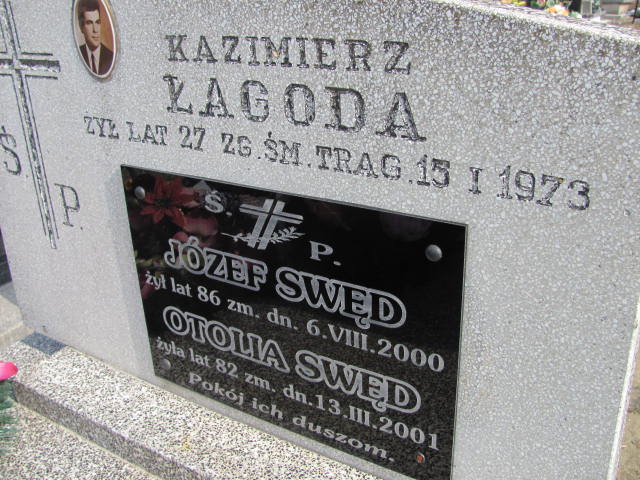 KAZIMIERZ
ŁAGODA
ŻYŁ LAT 27 ZG.ŚM.TRAG.15 I 1973
Ś P.
Ś. P.
JÓZEF SWĘD
żył lat 86 zm. dn. 6.VIII.2000
OTOLIA SWĘD
żyła lat 82 zm. dn.13.III.2001
Pokój ich duszom.